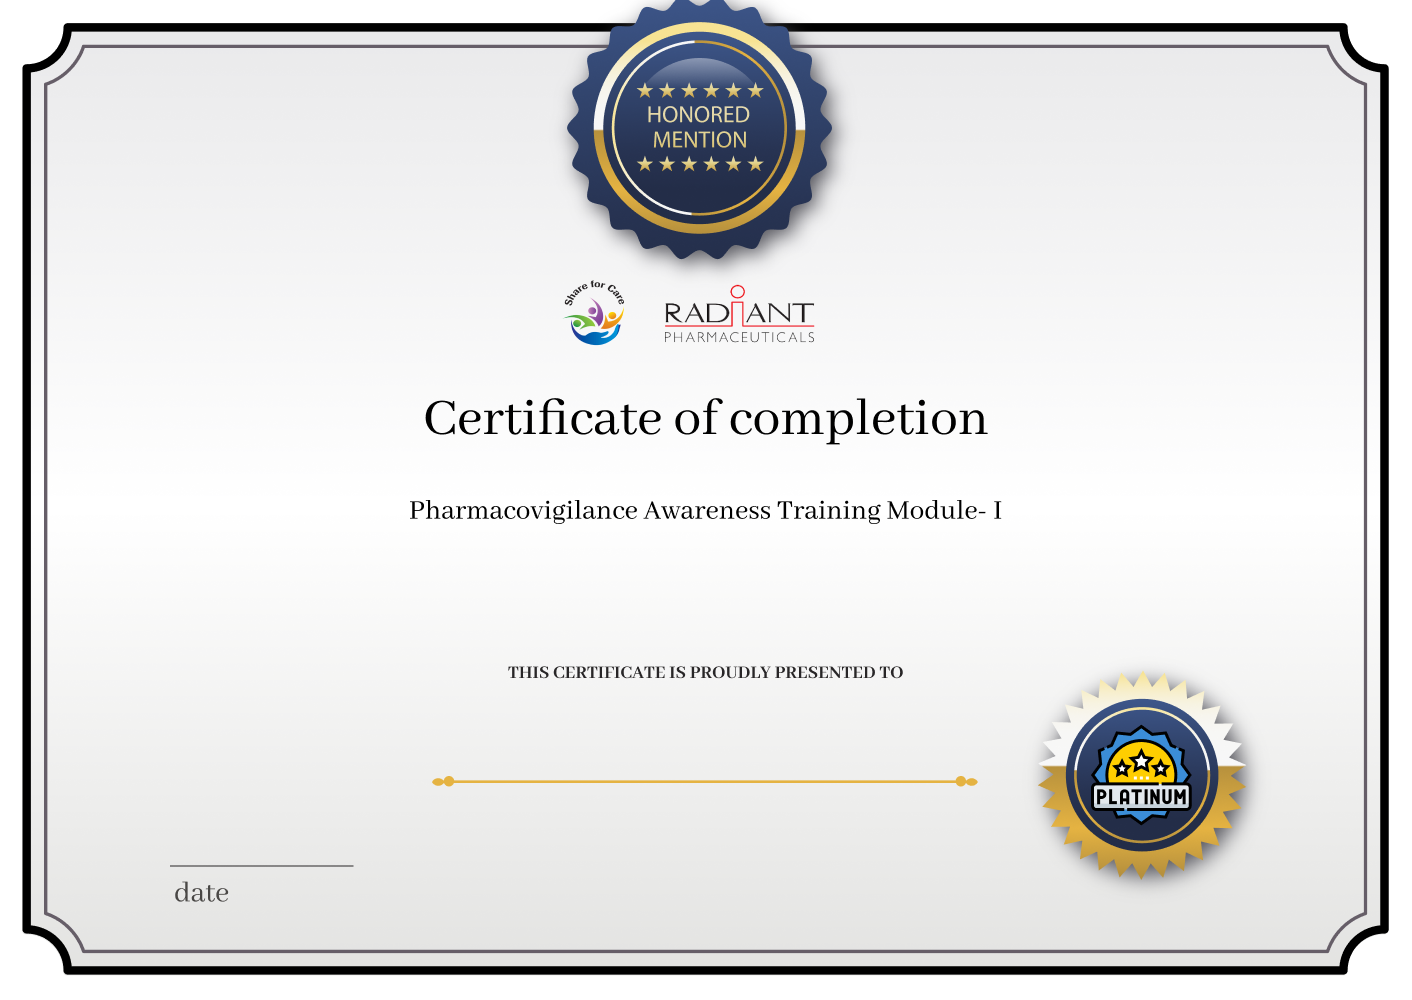 HONORED
MENTION
Share for Care
RADiANT
PHARMACEUTICALS
Certificate of completion
Pharmacovigilance Awareness Training Module- I
THIS CERTIFICATE IS PROUDLY PRESENTED TO
PLATINUM
date